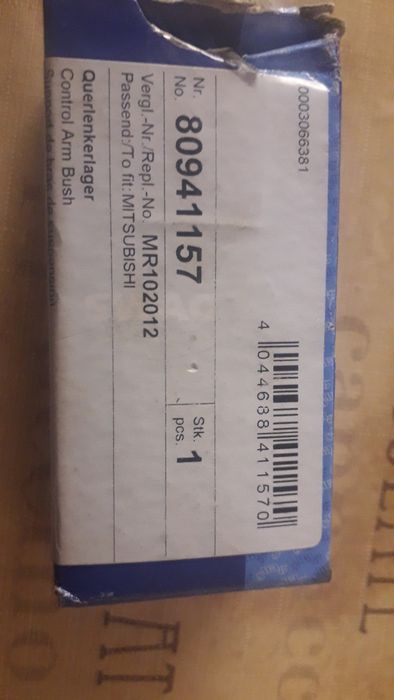 0003066381
Nr.
No. 80941157
Stk.
pcs. 1
4 044638 411570
Vergl.-Nr./Repl.-No. MR102012
Passend:/To fit: MITSUBISHI
Querlenkerlager
Control Arm Bush